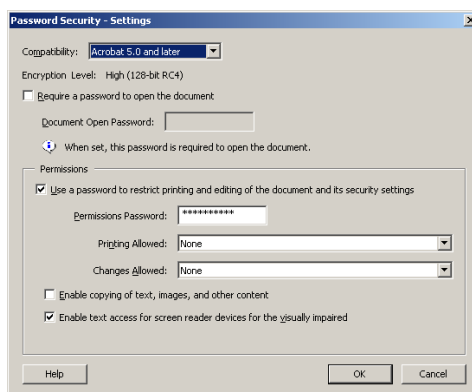 Password Security - Settings
Compatibility: Acrobat 5.0 and later
Encryption Level: High (128-bit RC4)
Require a password to open the document
Document Open Password:
When set, this password is required to open the document.
Permissions
Use a password to restrict printing and editing of the document and its security settings
Permissions Password: **********
Printing Allowed: None
Changes Allowed: None
Enable copying of text, images, and other content
Enable text access for screen reader devices for the visually impaired
Help OK Cancel